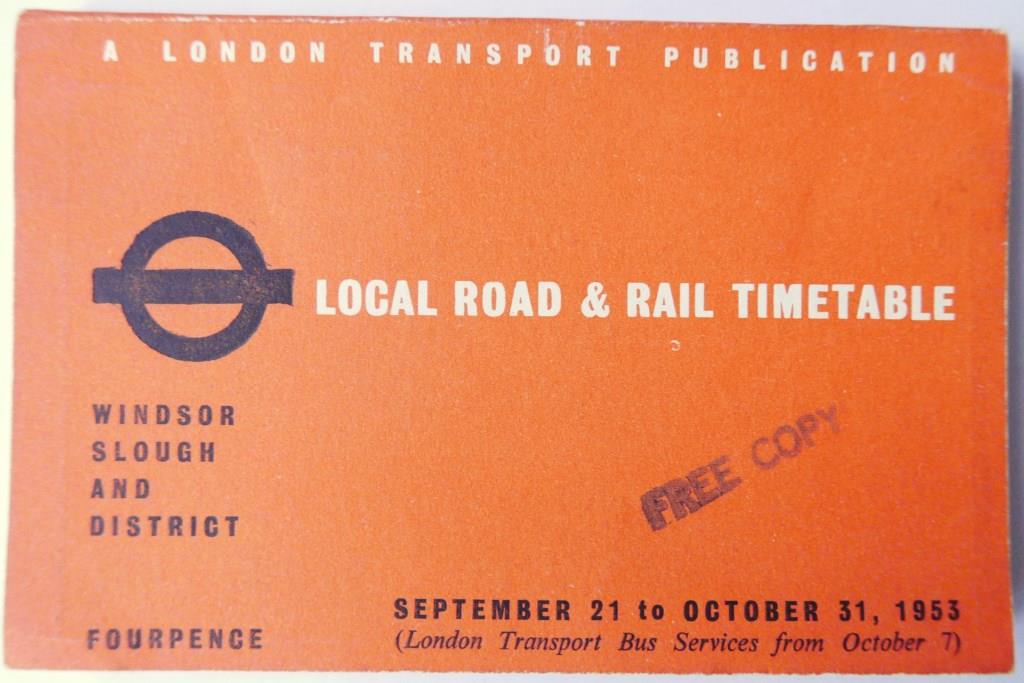 A LONDON TRANSPORT PUBLICATION
LOCAL ROAD & RAIL TIMETABLE
WINDSOR
SLOUGH
AND
DISTRICT
FREE COPY
SEPTEMBER 21 to OCTOBER 31, 1953
(London Transport Bus Services from October 7)
FOURPENCE